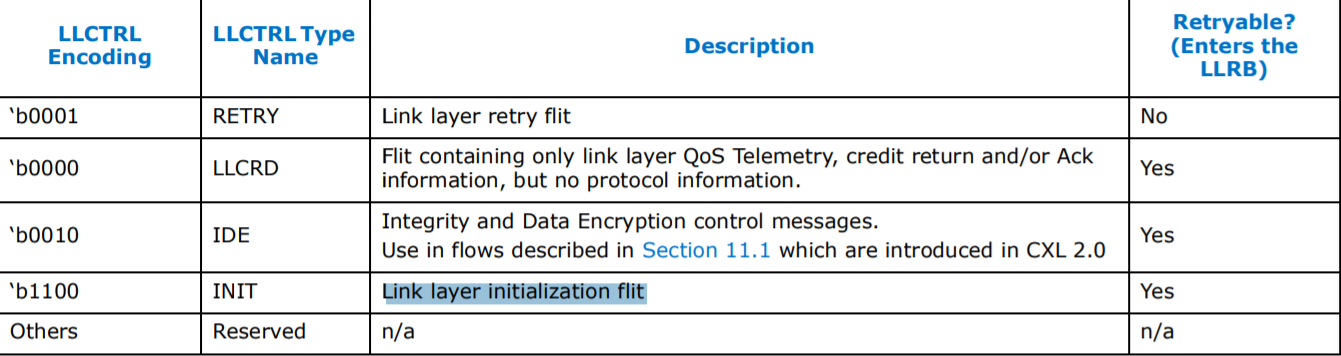 LLCTRL Encoding
LLCTRL Type Name
Description
Retryable? (Enters the LLRB)
‘b0001 RETRY Link layer retry flit No
‘b0000 LLCRD Flit containing only link layer QoS Telemetry, credit return and/or Ack information, but no protocol information. Yes
‘b0010 IDE Integrity and Data Encryption control messages.
Use in flows described in Section 11.1 which are introduced in CXL 2.0 Yes
‘b1100 INIT Link layer initialization flit Yes
Others Reserved n/a n/a